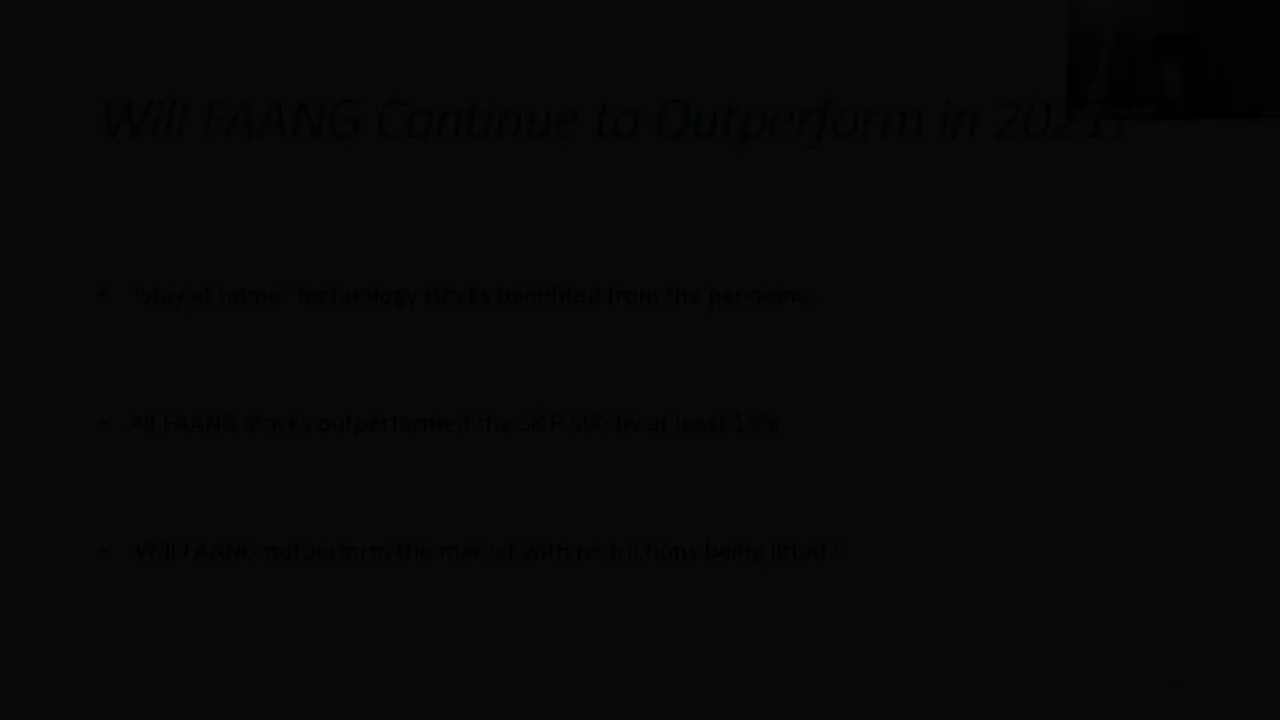 Will FAANG Continue to Outperform in 2021?
• "Stay at home" technology stocks benefited from the pandemic
• All FAANG stocks outperformed the S&P 500 by at least 15%
• Will FAANG outperform the market with restrictions being lifted?